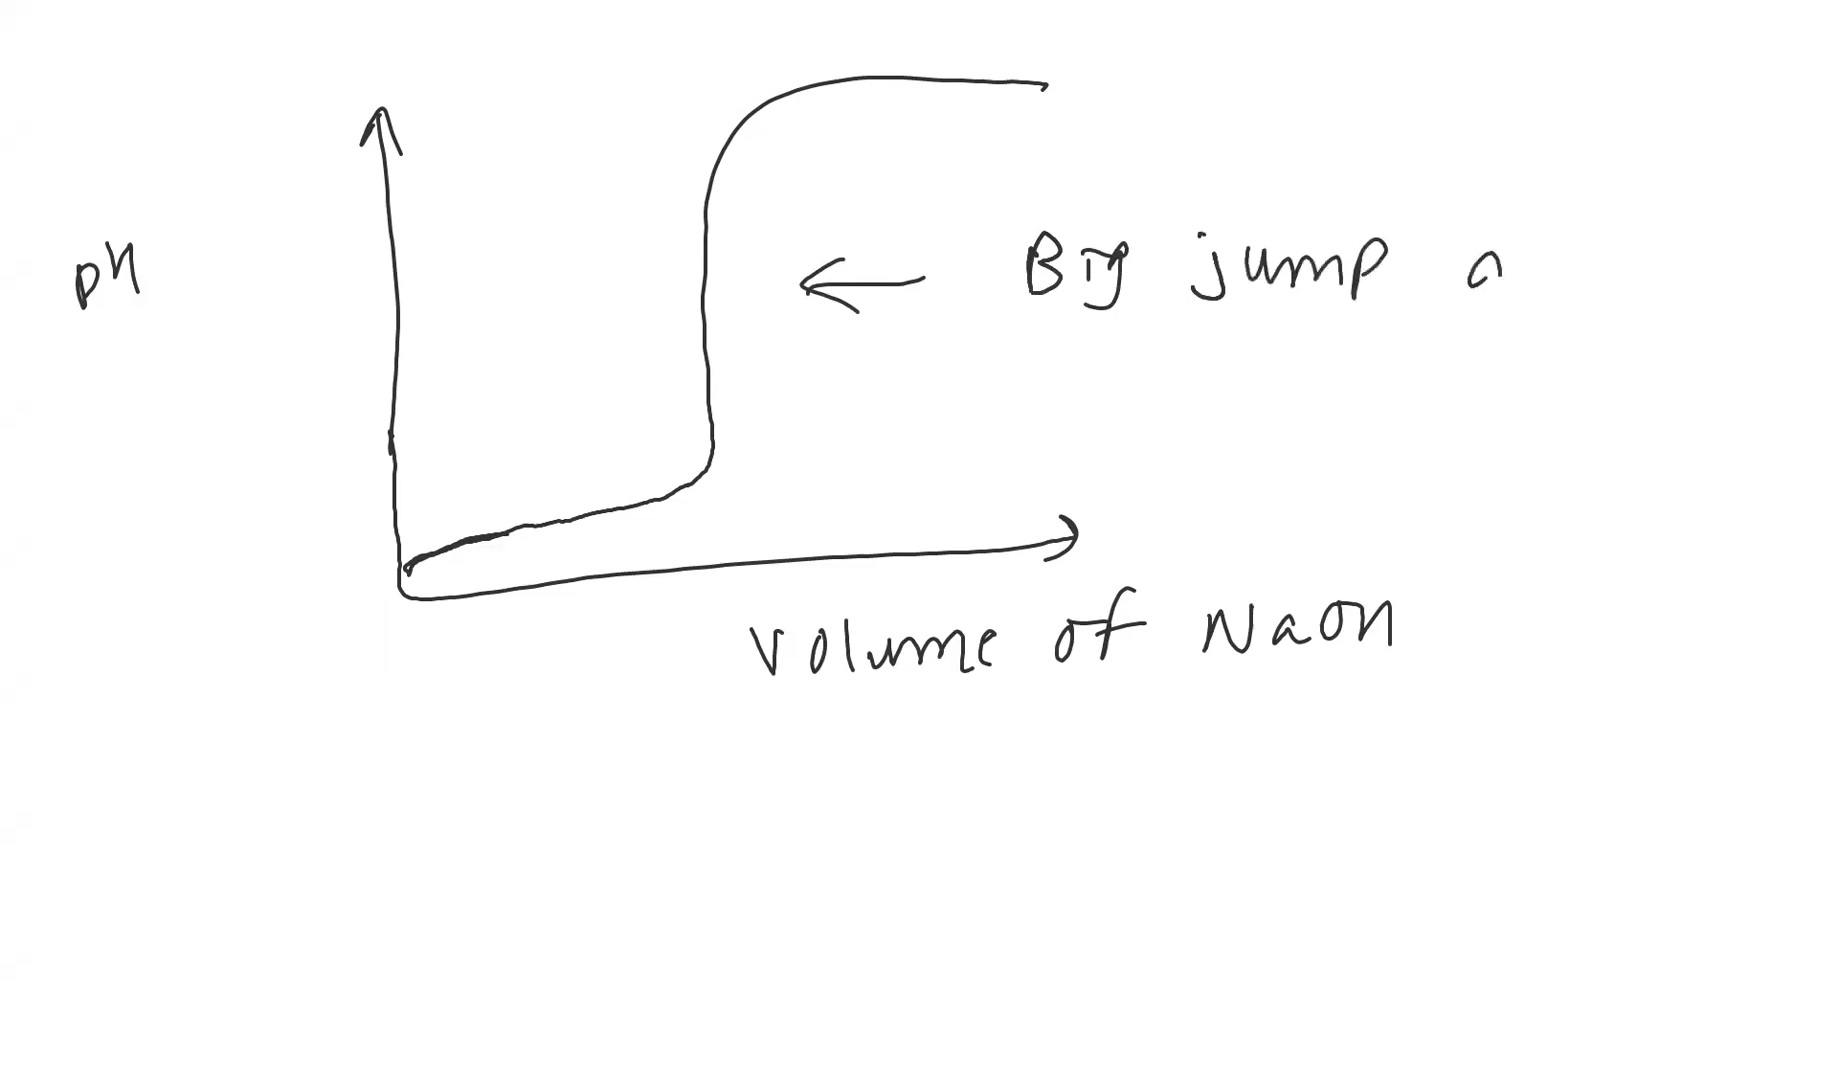 pH
← Big jump a
Volume of NaOH